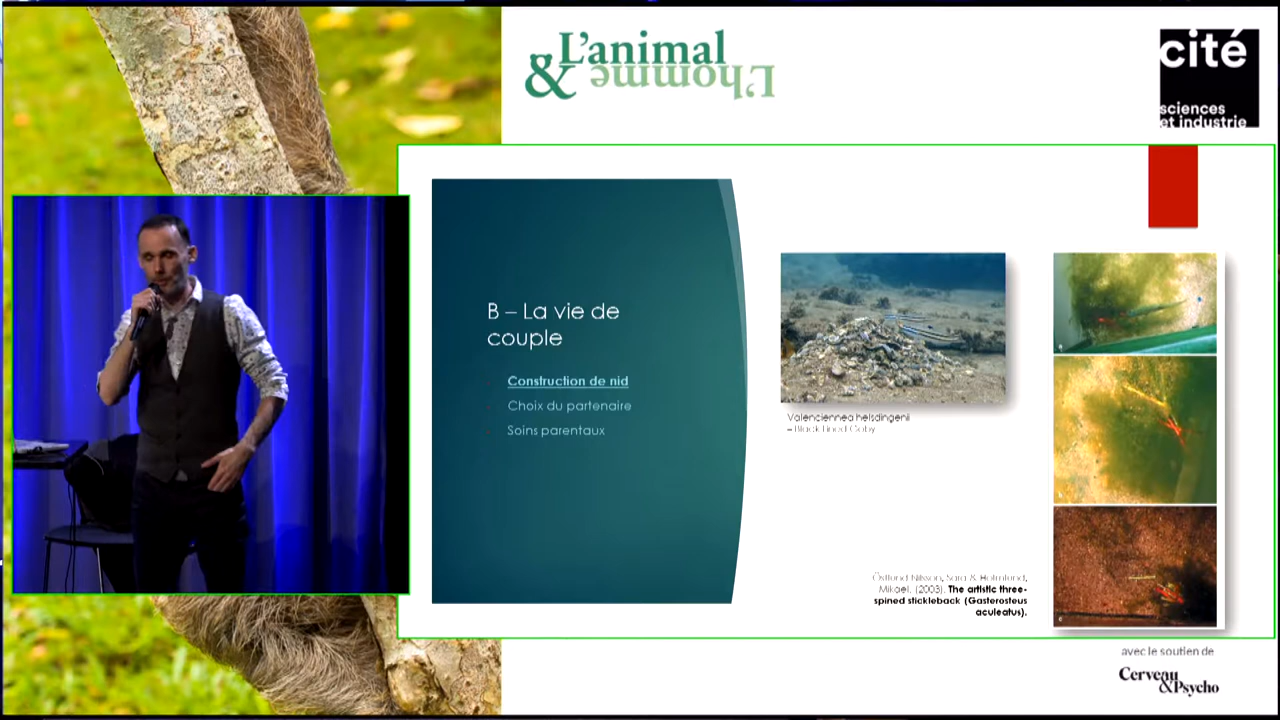 L'animal
& L'homme
cité
sciences
et industrie
B – La vie de
couple
Construction de nid
Choix du partenaire
Soins parentaux
Valenciennea helsdingenii
– Black Lined Goby
Östlund Nilsson, Sara & Holmlund,
Mikael. (2003). The artistic three-
spined stickleback (Gasterosteus
aculeatus).
avec le soutien de
Cerveau
&Psycho